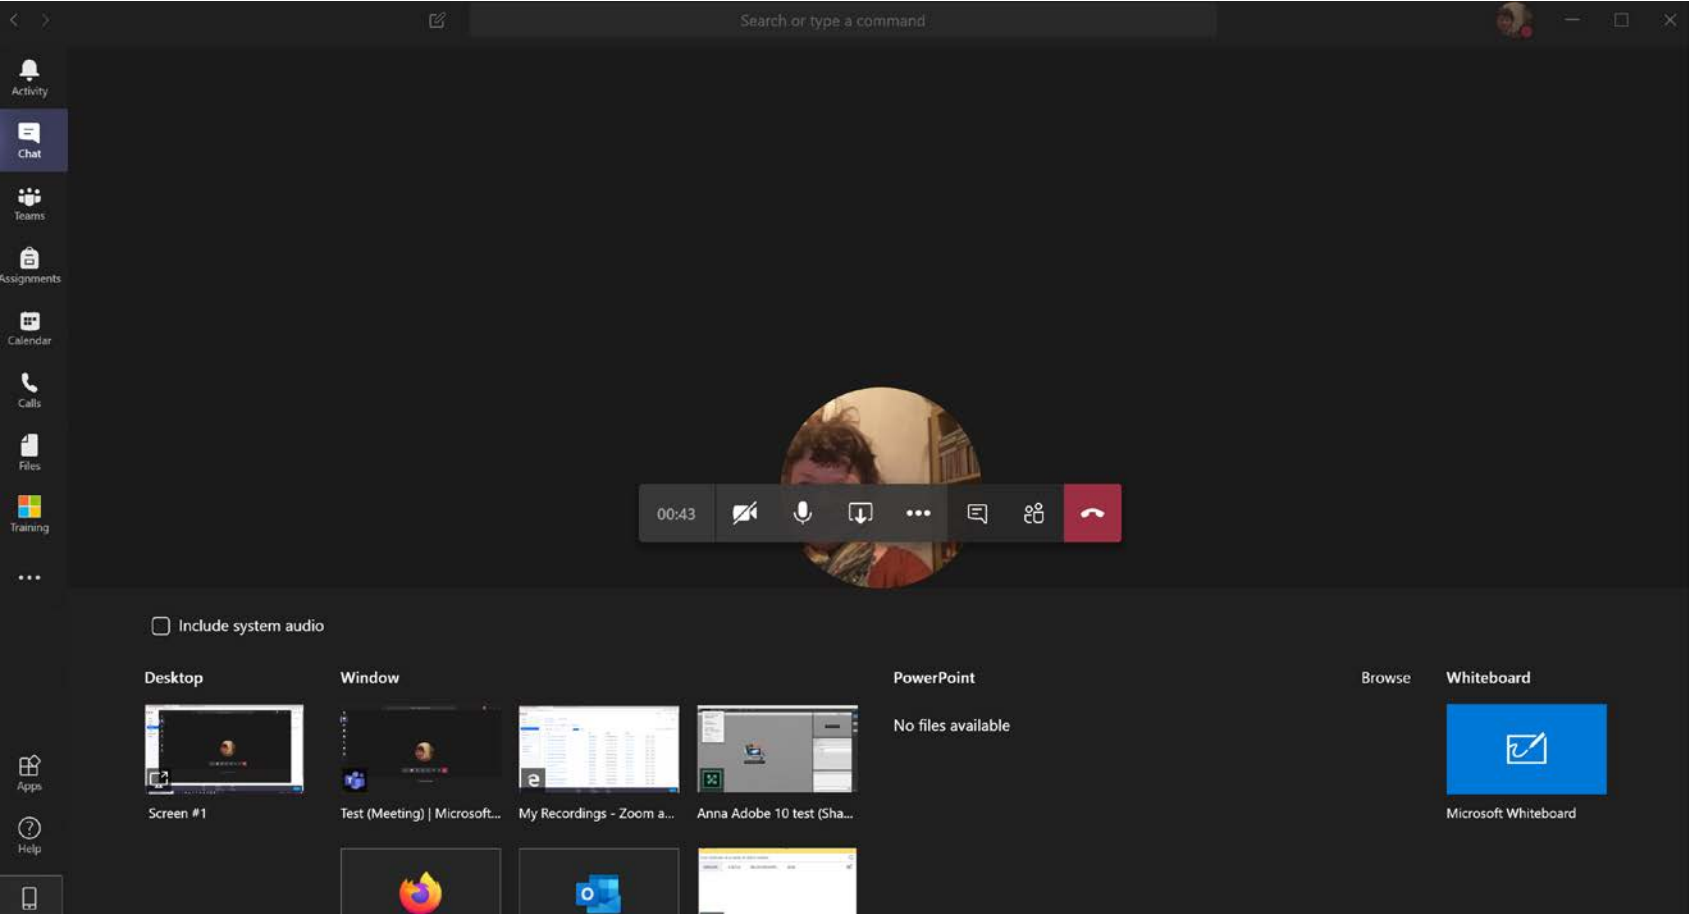 Search or type a command
Activity
Chat
Teams
Assignments
Calendar
Calls
Files
Training
Apps
Help
00:43
Include system audio
Desktop
Window
PowerPoint
Browse
Whiteboard
No files available
Screen #1
Test (Meeting) | Microsoft...
My Recordings - Zoom a...
Anna Adobe 10 test (Sha...
Microsoft Whiteboard